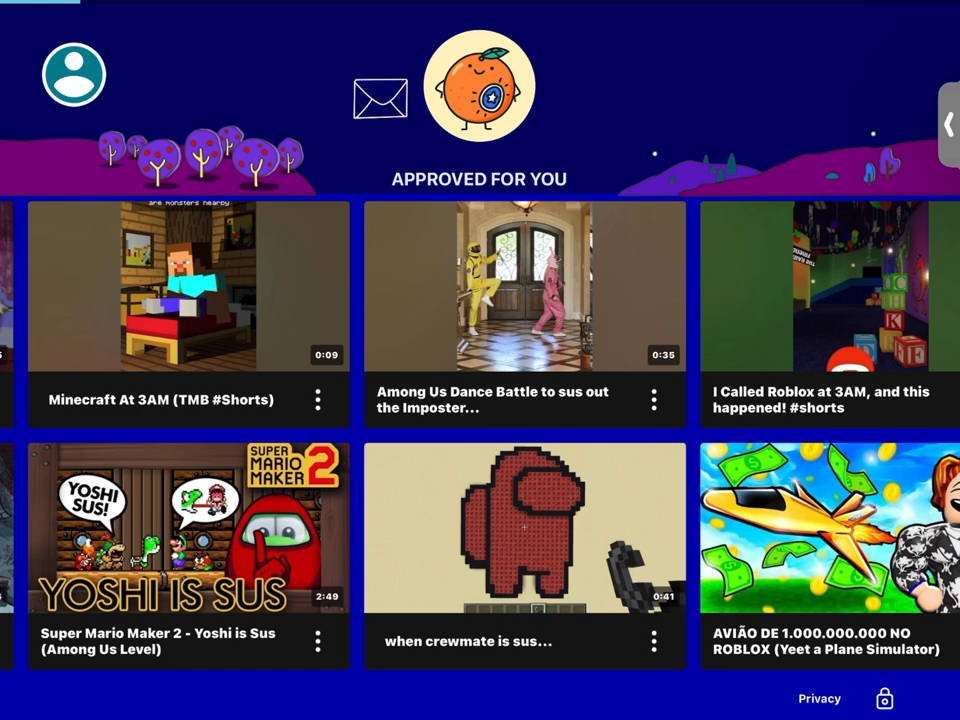 APPROVED FOR YOU
are monsters nearby
0:09
Minecraft At 3AM (TMB #Shorts)
0:35
Among Us Dance Battle to sus out
the Imposter...
I Called Roblox at 3AM, and this
happened! #shorts
SUPER
MARIO
MAKER 2
YOSHI
SUS!
YOSHI IS SUS
2:49
Super Mario Maker 2 - Yoshi is Sus
(Among Us Level)
0:41
when crewmate is sus...
AVIÃO DE 1.000.000.000 NO
ROBLOX (Yeet a Plane Simulator)
Privacy